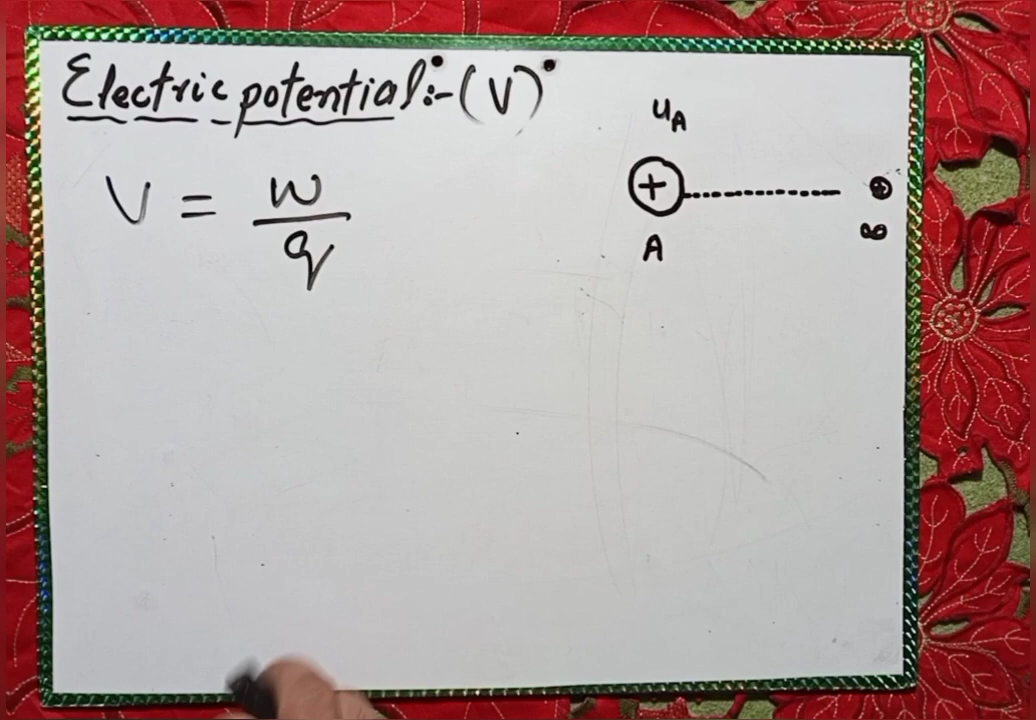 Electric potential:- (V)
V = w/q
uA
+
A
∞